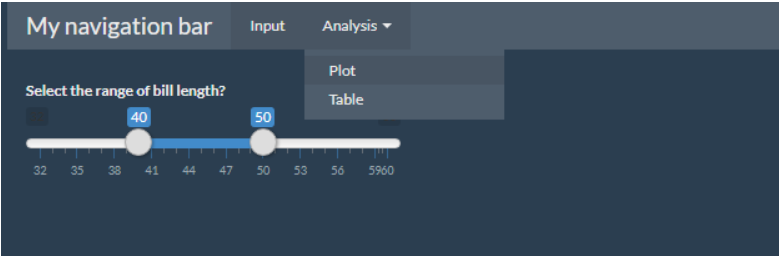 My navigation bar Input Analysis
Plot
Table
Select the range of bill length?
40 50
32 35 38 41 44 47 50 53 56 5960